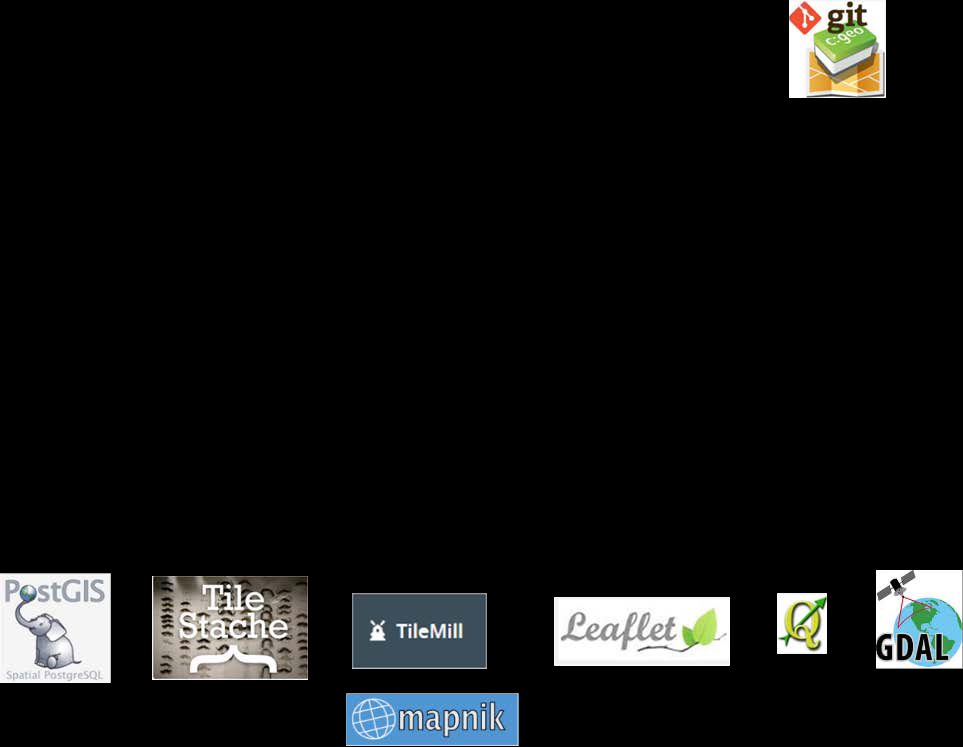 git
c:geo
PostGIS
Spatial PostgreSQL
Tile
Stache
{
TileMill
Leaflet
Q
GDAL
mapnik